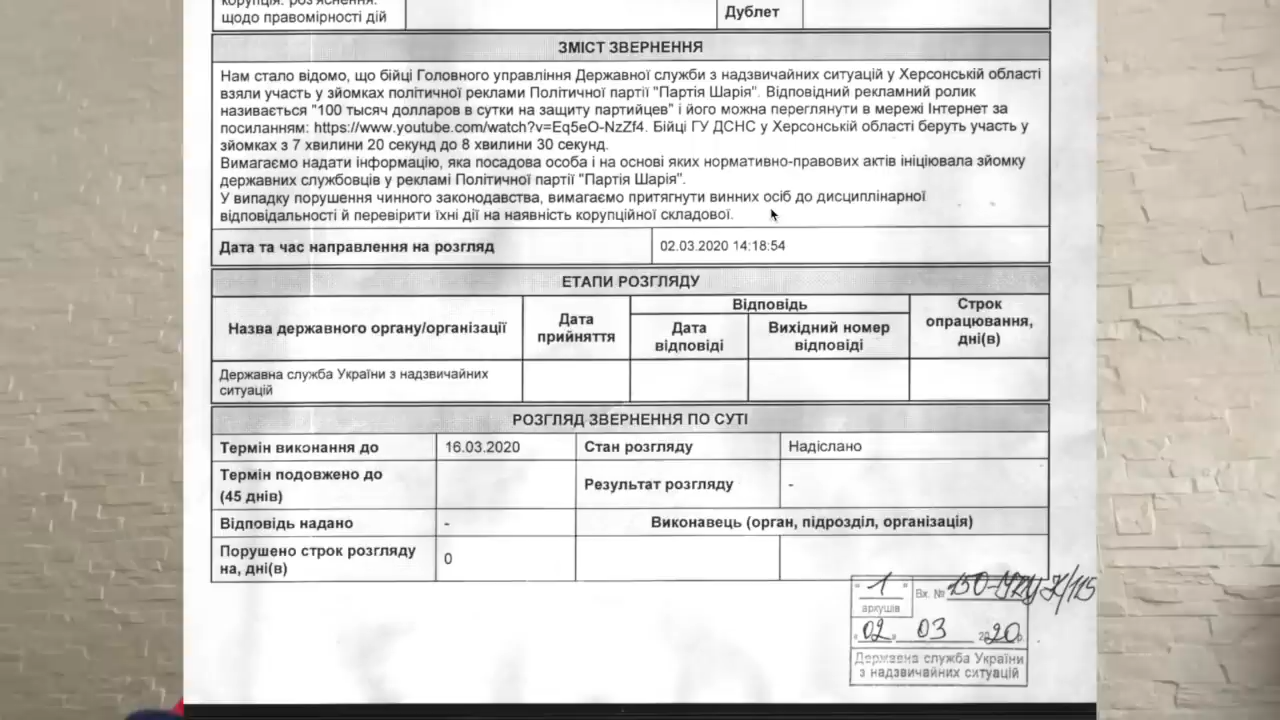 корупція: роз'яснення:
щодо правомірності дій
Дублет
ЗМІСТ ЗВЕРНЕННЯ
Нам стало відомо, що бійці Головного управління Державної служби з надзвичайних ситуацій у Херсонській області
взяли участь у зйомках політичної реклами Політичної партії "Партія Шарія". Відповідний рекламний ролик
називається "100 тысяч долларов в сутки на защиту партийцев" і його можна переглянути в мережі Інтернет за
посиланням: https://www.youtube.com/watch?v=Eq5eO-NzZf4. Бійці ГУ ДСНС у Херсонській області беруть участь у
зйомках з 7 хвилини 20 секунд до 8 хвилини 30 секунд.
Вимагаємо надати інформацію, яка посадова особа і на основі яких нормативно-правових актів ініціювала зйомку
державних службовців у рекламі Політичної партії "Партія Шарія".
У випадку порушення чинного законодавства, вимагаємо притягнути винних осіб до дисциплінарної
відповідальності й перевірити їхні дії на наявність корупційної складової.
Дата та час направлення на розгляд 02.03.2020 14:18:54
ЕТАПИ РОЗГЛЯДУ
Назва державного органу/організації
Дата
прийняття
Відповідь
Дата
відповіді
Вихідний номер
відповіді
Строк
опрацювання,
дні(в)
Державна служба України з надзвичайних
ситуацій
РОЗГЛЯД ЗВЕРНЕННЯ ПО СУТІ
Термін виконання до 16.03.2020 Стан розгляду Надіслано
Термін подовжено до
(45 днів)
Результат розгляду -
Відповідь надано - Виконавець (орган, підрозділ, організація)
Порушено строк розгляду
на, дні(в)
0
"1"
аркушів
Вх. №
"02" 03 2020р.
Державна служба України
з надзвичайних ситуацій